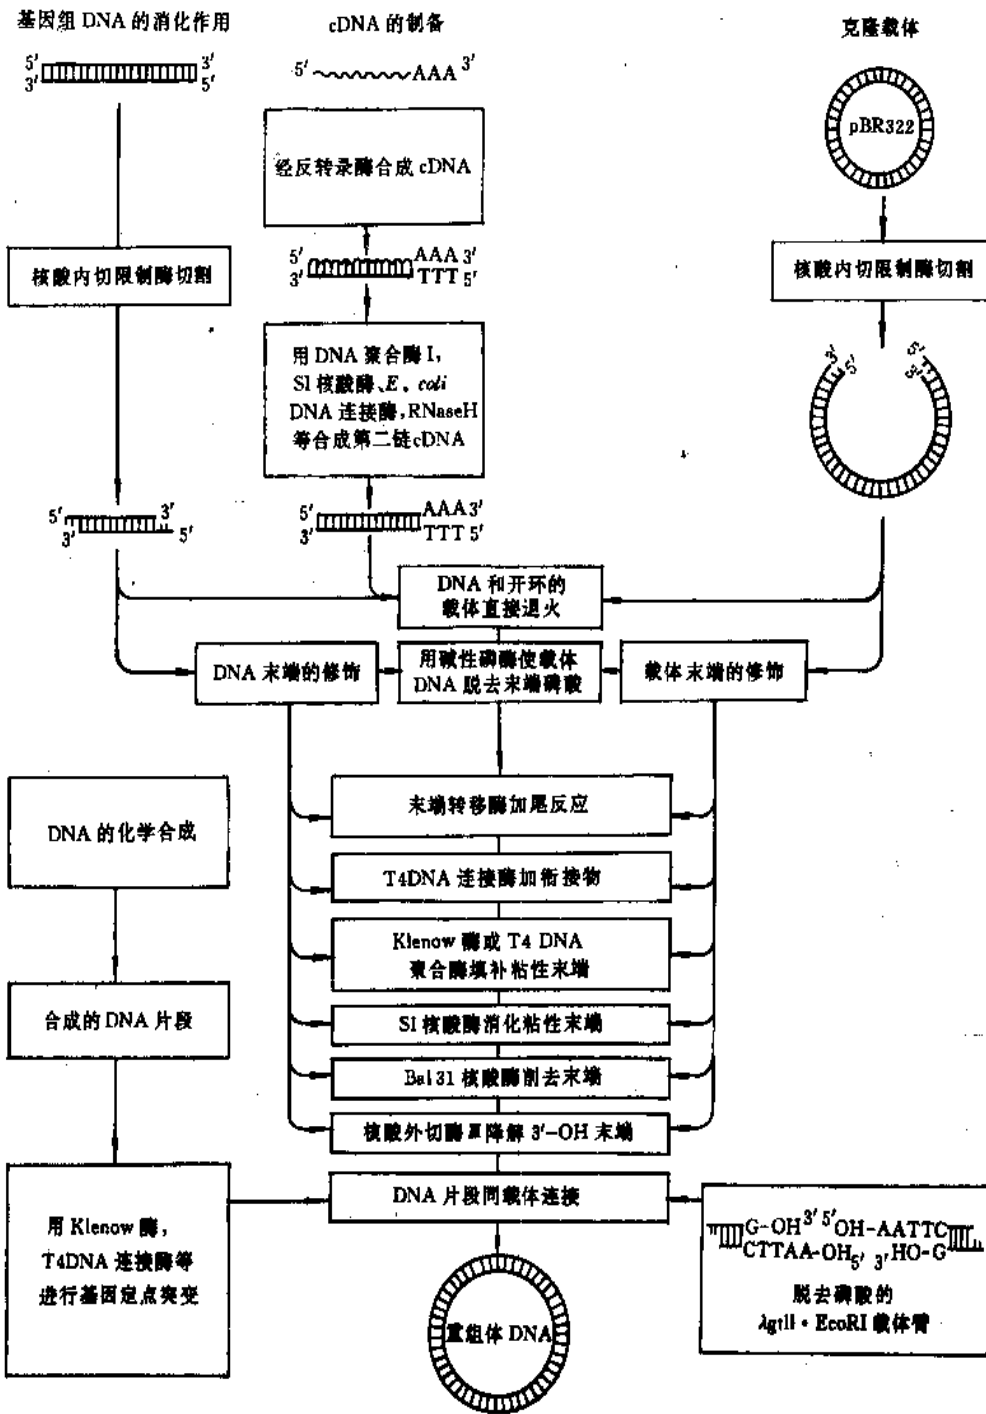 基因组 DNA 的消化作用
cDNA 的制备
克隆载体
5′ 3′
3′ 5′
5′ AAA 3′
pBR322
经反转录酶合成 cDNA
5′ AAA 3′
3′ TTT 5′
核酸内切限制酶切割
核酸内切限制酶切割
用 DNA 聚合酶 I,
S1 核酸酶、E. coli
DNA 连接酶,RNaseH
等合成第二链cDNA
3′ 5′
5′ 3′
5′ 3′
3′ 5′
5′ AAA 3′
3′ TTT 5′
DNA 和开环的
载体直接退火
DNA 末端的修饰
用碱性磷酶使载体
DNA 脱去末端磷酸
载体末端的修饰
末端转移酶加尾反应
DNA 的化学合成
T4DNA 连接酶加衔接物
Klenow 酶或 T4 DNA
聚合酶填补粘性末端
合成的 DNA 片段
S1 核酸酶消化粘性末端
Bal 31 核酸酶削去末端
核酸外切酶 Ⅲ 降解 3′-OH 末端
DNA 片段同载体连接
用 Klenow 酶,
T4DNA 连接酶等
进行基因定点突变
G-OH 3′ 5′ OH-AATTC
CTTAA-OH 5′ 3′ HO-G
脱去磷酸的
λgt11·EcoRI 载体臂
重组体 DNA